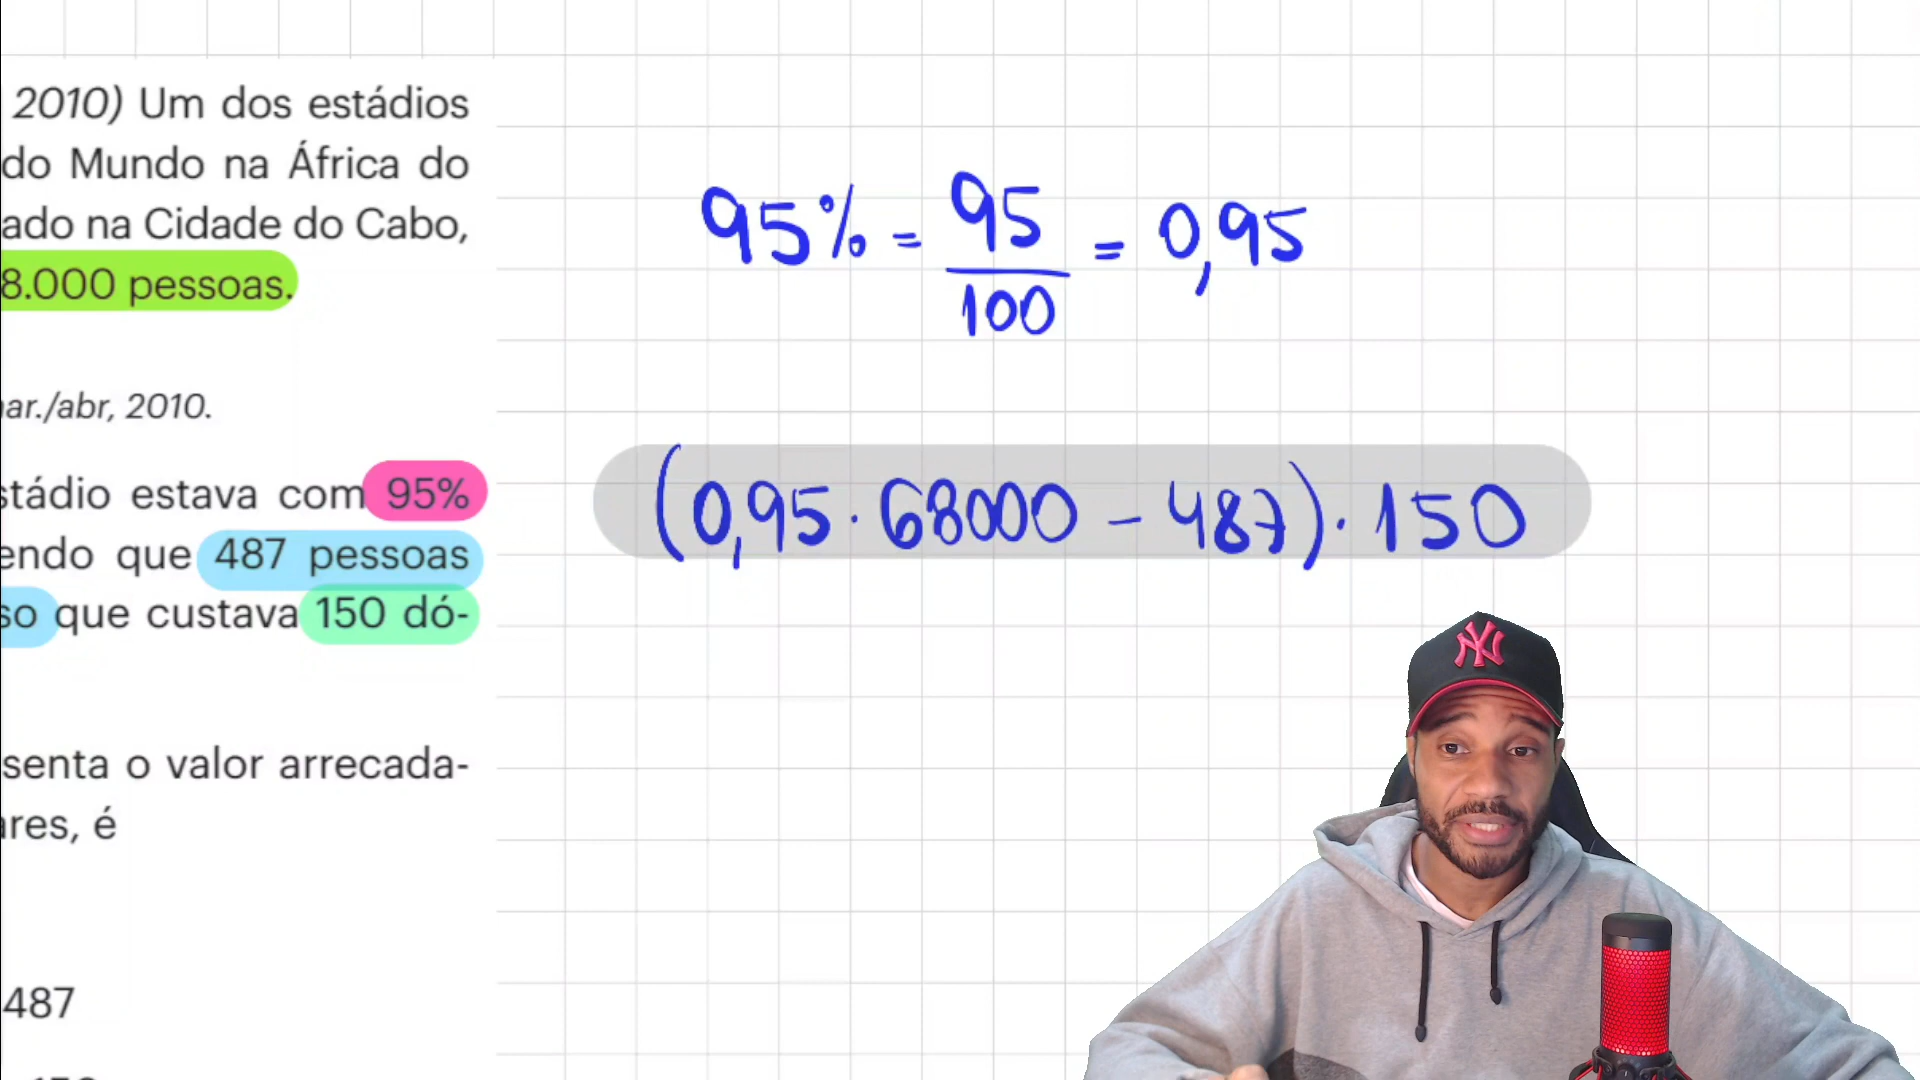 2010) Um dos estádios
do Mundo na África do
ado na Cidade do Cabo,
8.000 pessoas.
ar./abr, 2010.
stádio estava com 95%
endo que 487 pessoas
so que custava 150 dó-
senta o valor arrecada-
ares, é
487
95% = 95/100 = 0,95
(0,95 · 68000 - 487) · 150
NY